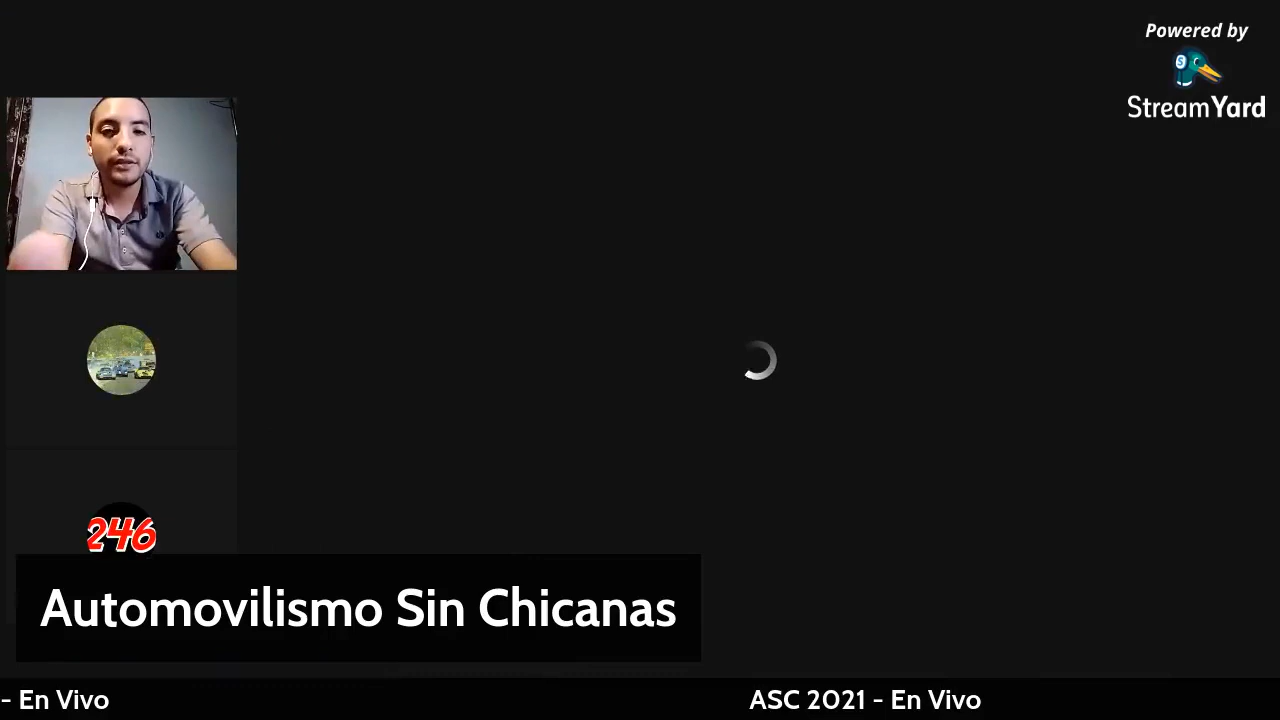 Powered by
StreamYard
246
Automovilismo Sin Chicanas
- En Vivo
ASC 2021 - En Vivo